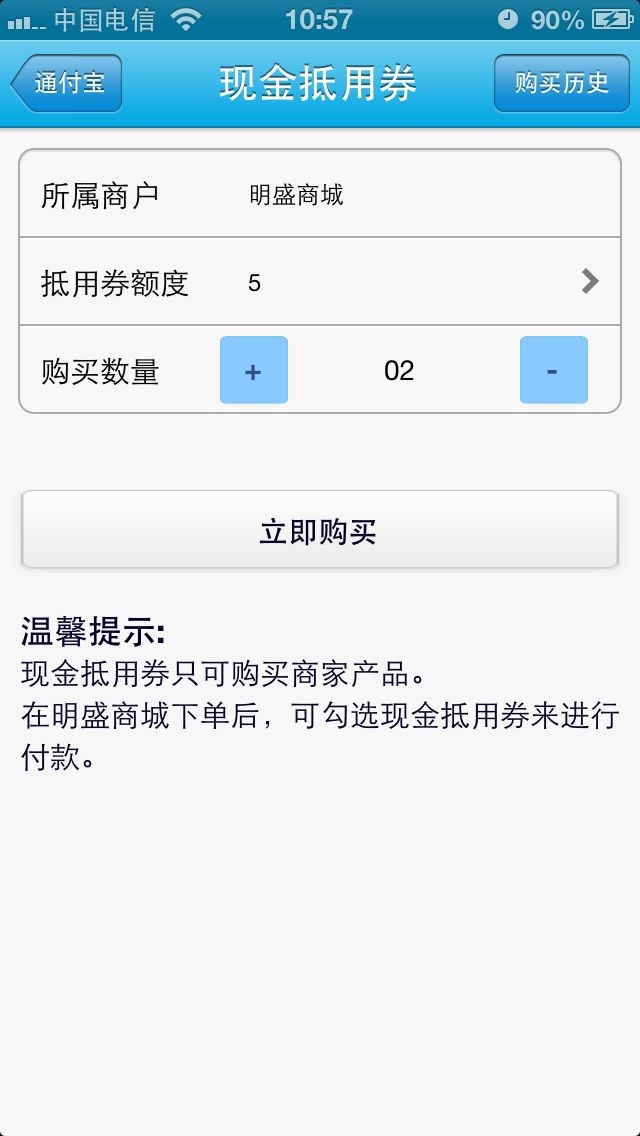 中国电信 10:57 90%
通付宝 现金抵用券 购买历史
所属商户 明盛商城
抵用券额度 5
购买数量 + 02 -
立即购买
温馨提示:
现金抵用券只可购买商家产品。
在明盛商城下单后，可勾选现金抵用券来进行
付款。